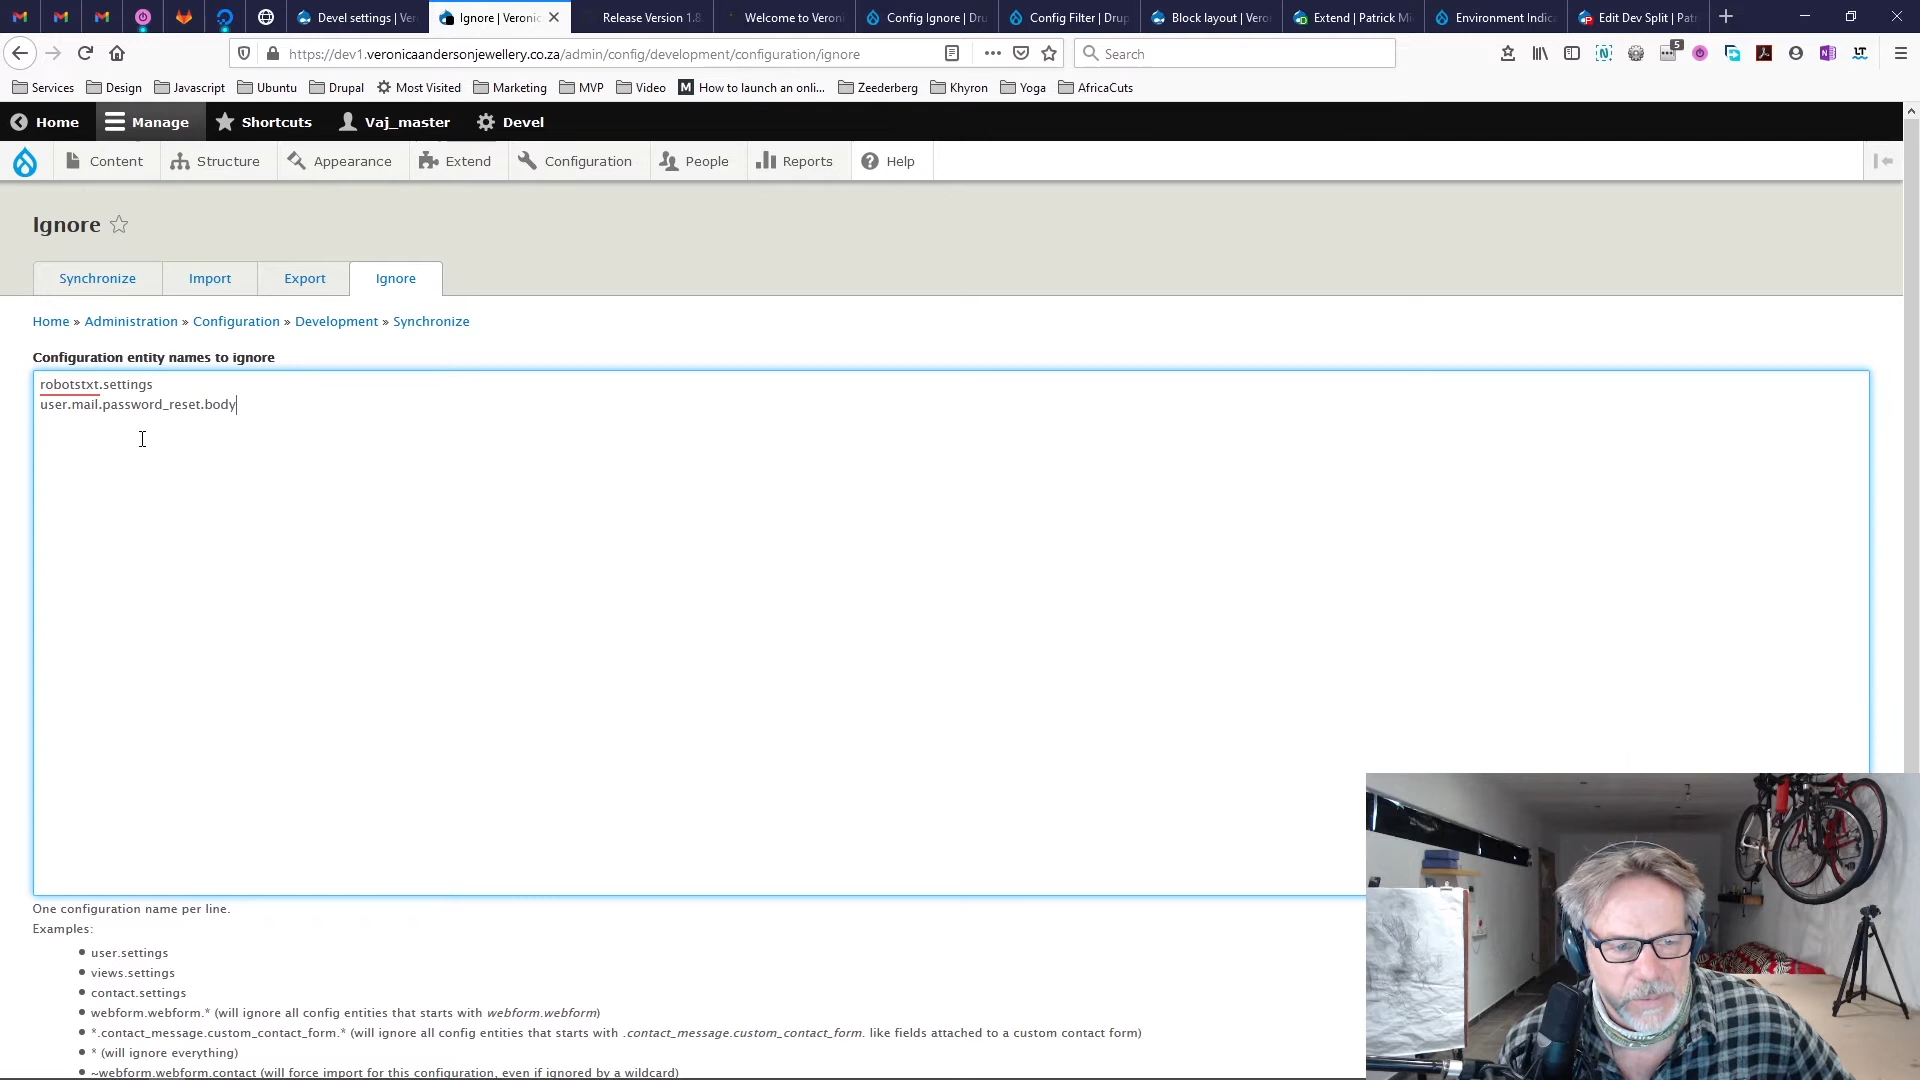 Devel settings | Ver
Ignore | Veronic
Release Version 1.8
Welcome to Veroni
Config Ignore | Dru
Config Filter | Drup
Block layout | Veron
Extend | Patrick Mi
Environment Indica
Edit Dev Split | Patr
https://dev1.veronicaandersonjewellery.co.za/admin/config/development/configuration/ignore
Search
5
Services
Design
Javascript
Ubuntu
Drupal
Most Visited
Marketing
MVP
Video
M How to launch an onli...
Zeederberg
Khyron
Yoga
AfricaCuts
Home
Manage
Shortcuts
Vaj_master
Devel
Content
Structure
Appearance
Extend
Configuration
People
Reports
Help
Ignore
Synchronize
Import
Export
Ignore
Home » Administration » Configuration » Development » Synchronize
Configuration entity names to ignore
robotstxt.settings
user.mail.password_reset.body
One configuration name per line.
Examples:
user.settings
views.settings
contact.settings
webform.webform.* (will ignore all config entities that starts with webform.webform)
*.contact_message.custom_contact_form.* (will ignore all config entities that starts with .contact_message.custom_contact_form. like fields attached to a custom contact form)
* (will ignore everything)
~webform.webform.contact (will force import for this configuration, even if ignored by a wildcard)